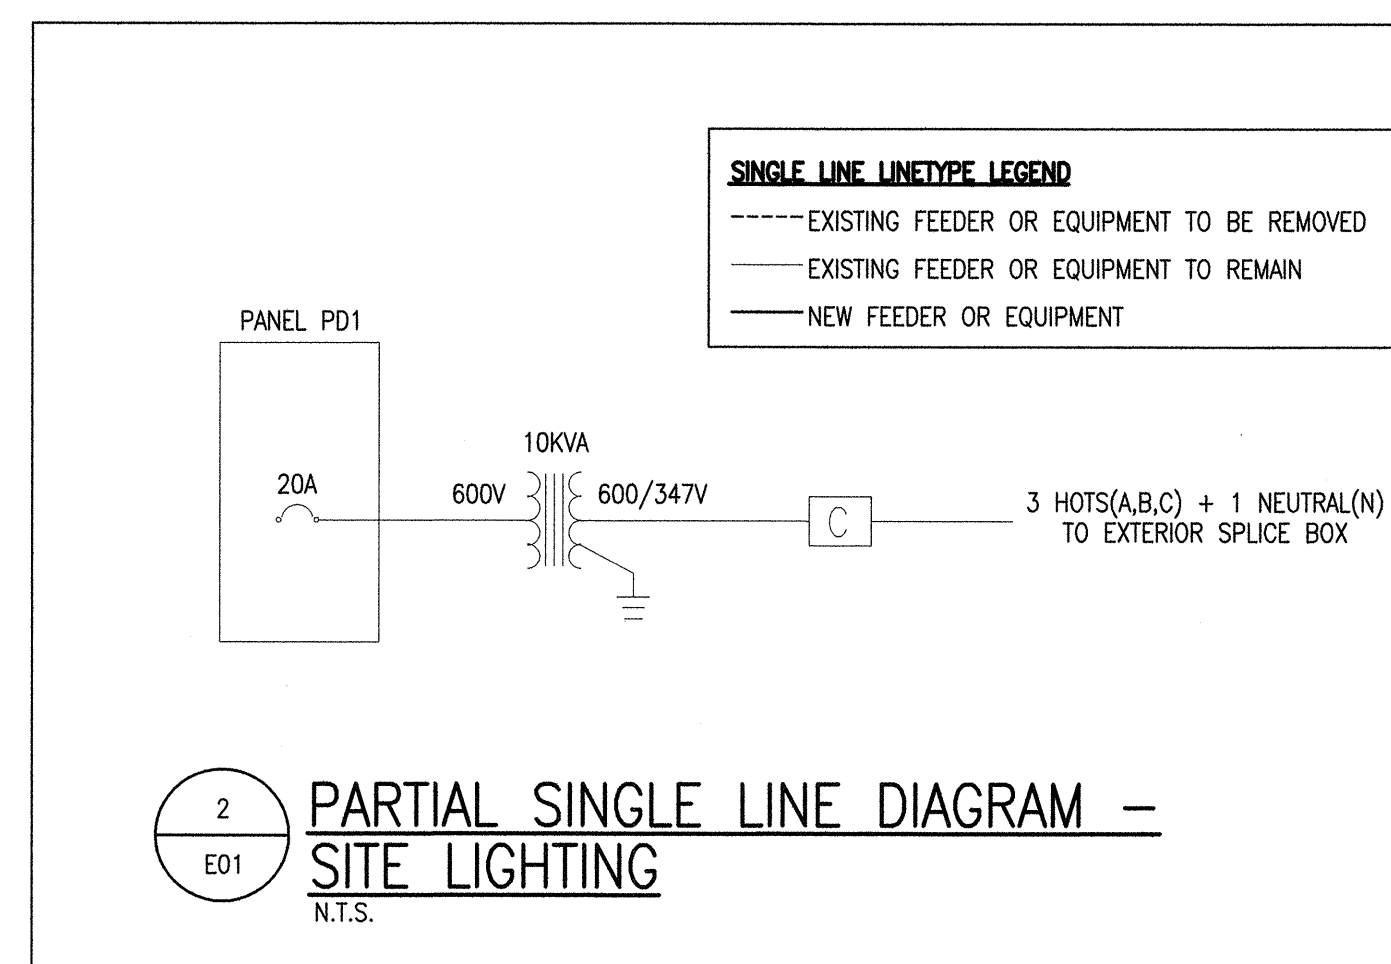 SINGLE LINE LINETYPE LEGEND
EXISTING FEEDER OR EQUIPMENT TO BE REMOVED
EXISTING FEEDER OR EQUIPMENT TO REMAIN
NEW FEEDER OR EQUIPMENT
PANEL PD1
20A
600V
10KVA
600/347V
C
3 HOTS(A,B,C) + 1 NEUTRAL(N)
TO EXTERIOR SPLICE BOX
2
E01
PARTIAL SINGLE LINE DIAGRAM –
SITE LIGHTING
N.T.S.